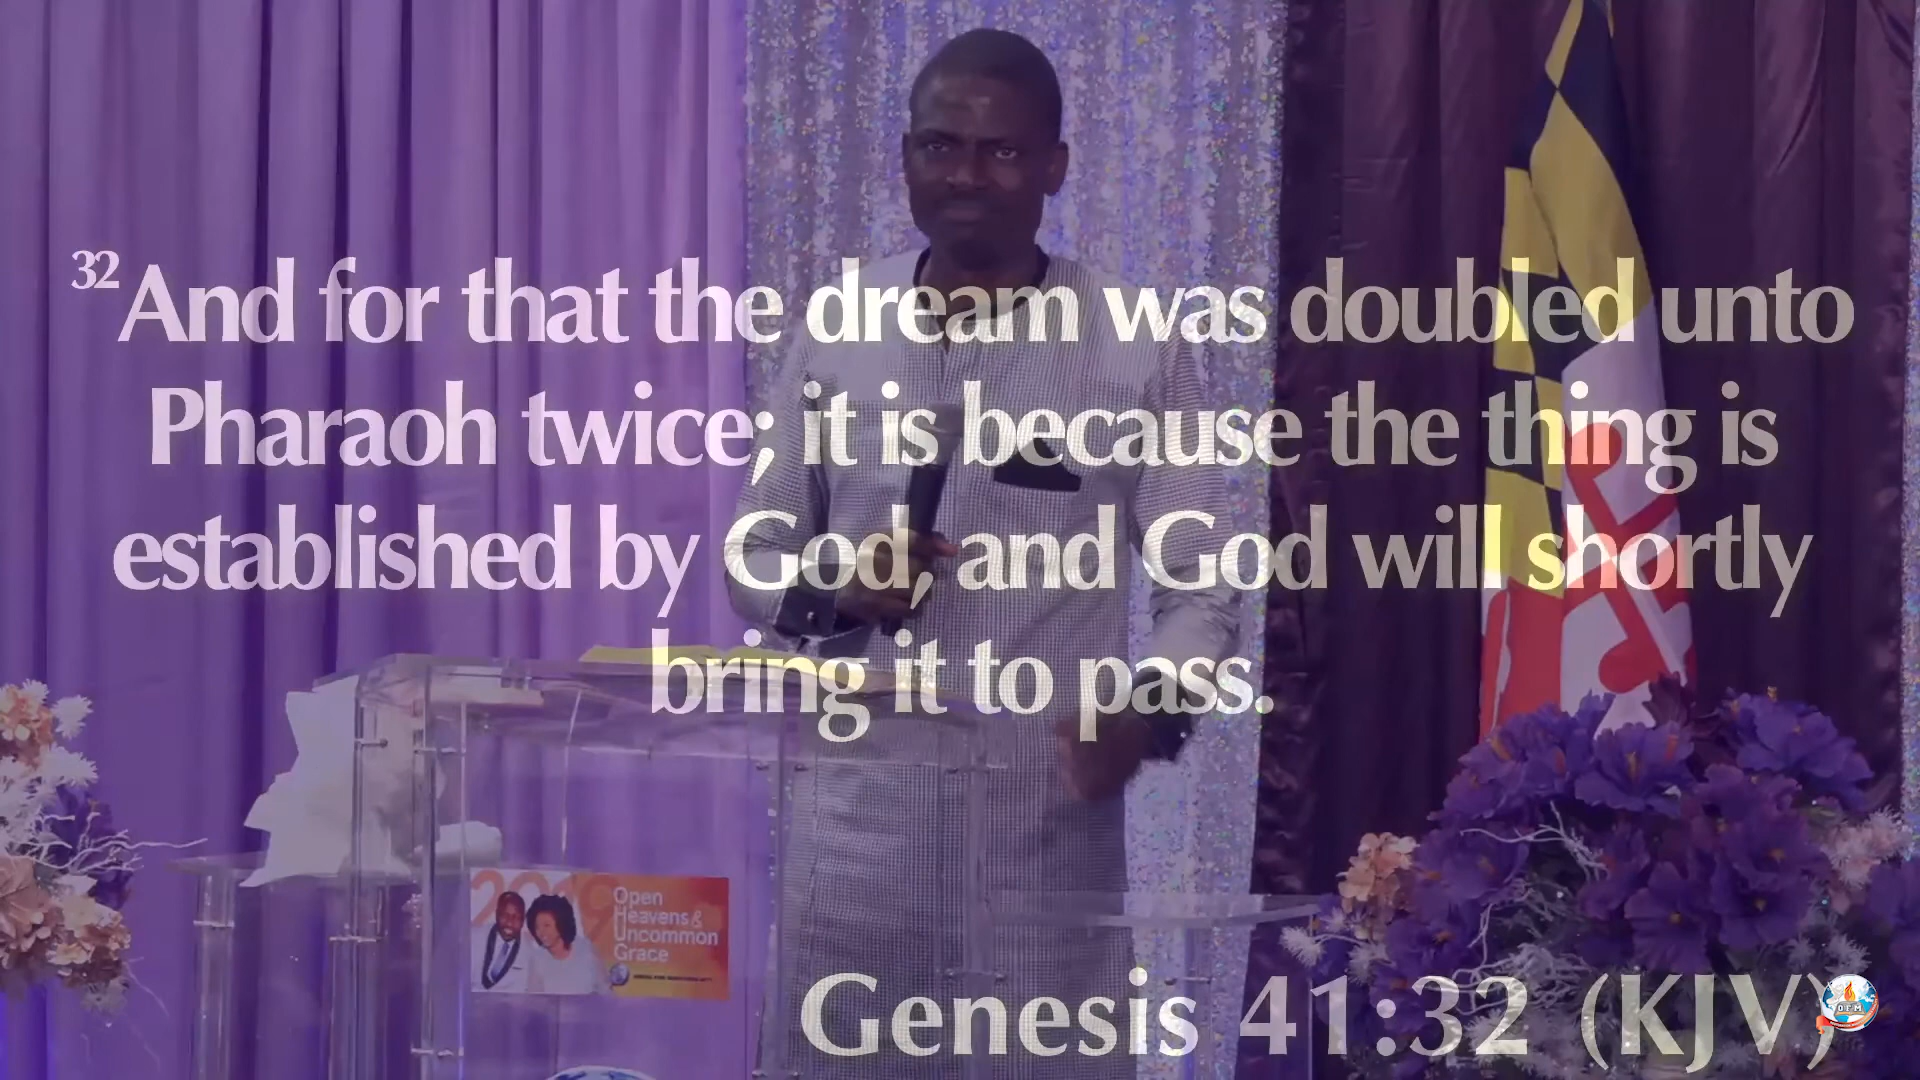 32And for that the dream was doubled unto
Pharaoh twice; it is because the thing is
established by God, and God will shortly
bring it to pass.
2019
Open
Heavens&
Uncommon
Grace
Genesis 41:32 (KJV)